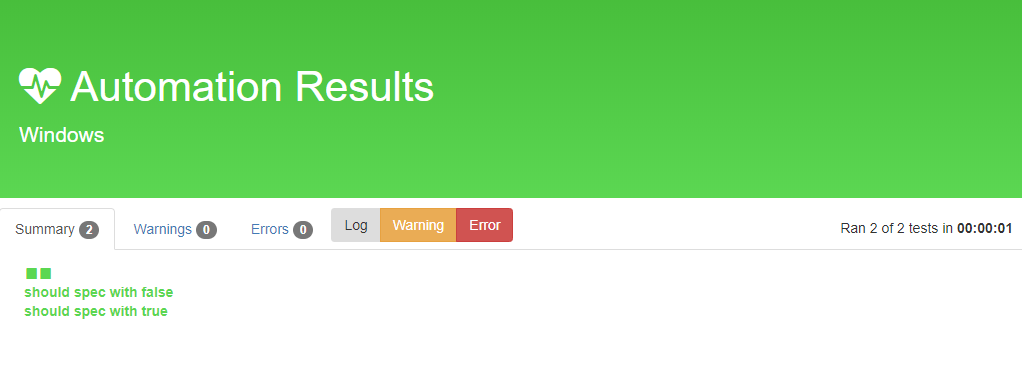 Automation Results
Windows
Summary 2 Warnings 0 Errors 0 Log Warning Error Ran 2 of 2 tests in 00:00:01
should spec with false
should spec with true